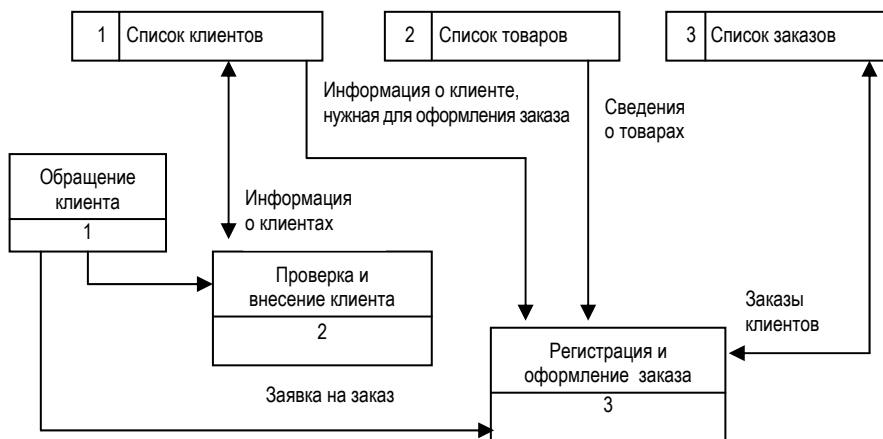 1 Список клиентов
2 Список товаров
3 Список заказов
Информация о клиенте,
нужная для оформления заказа
Сведения
о товарах
Обращение
клиента
1
Информация
о клиентах
Проверка и
внесение клиента
2
Заказы
клиентов
Регистрация и
оформление заказа
3
Заявка на заказ